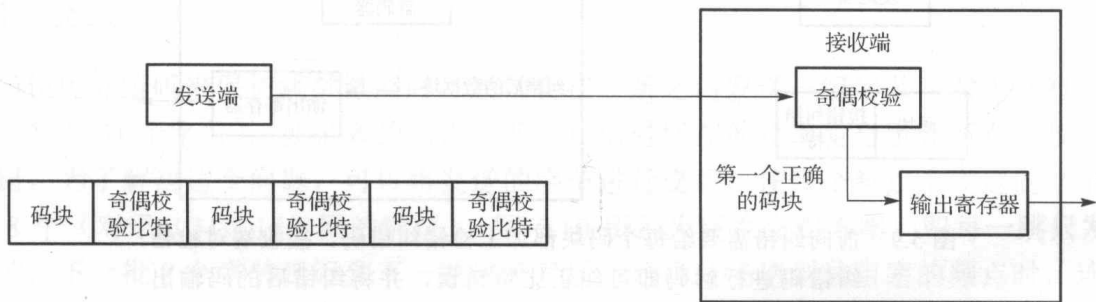 接收端
发送端
奇偶校验
第一个正确
的码块
输出寄存器
码块
奇偶校
验比特
码块
奇偶校
验比特
码块
奇偶校
验比特